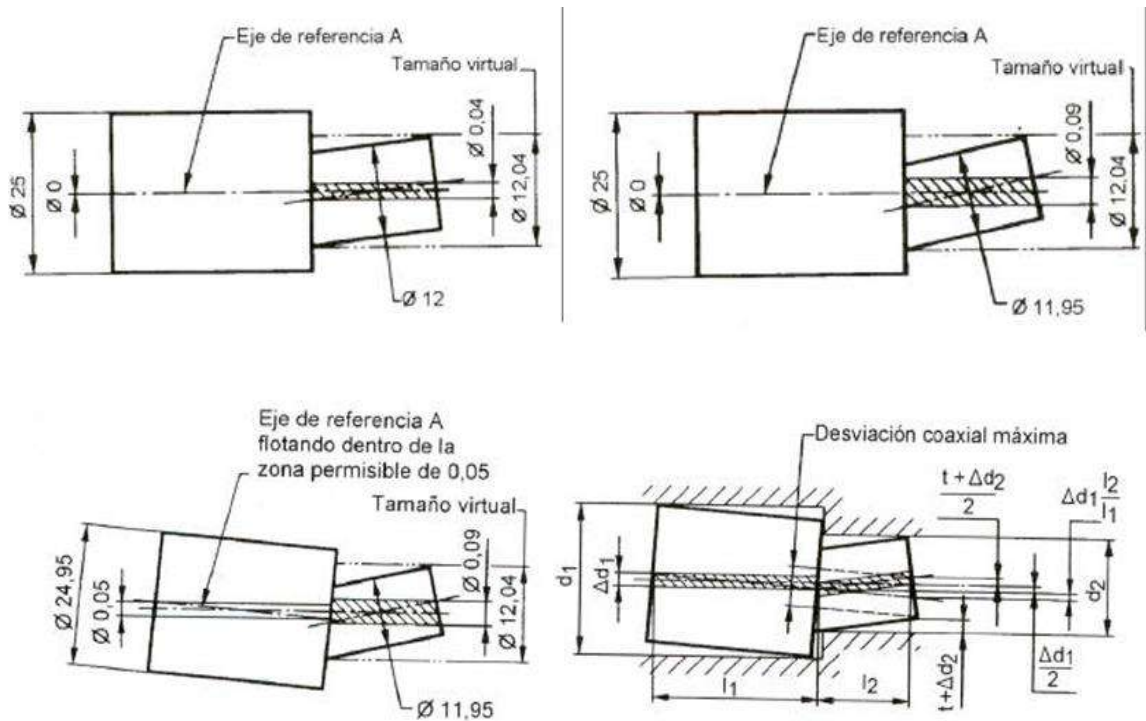 Eje de referencia A
Tamaño virtual
Ø 25
Ø 0
Ø 0,04
Ø 12,04
Ø 12
Eje de referencia A
Tamaño virtual
Ø 25
Ø 0
Ø 0,09
Ø 12,04
Ø 11,95
Eje de referencia A
flotando dentro de la
zona permisible de 0,05
Tamaño virtual
Ø 24,95
Ø 0,05
Ø 0,09
Ø 12,04
Ø 11,95
Desviación coaxial máxima
t + Δd2
2
Δd1 l2
l1
d1
Δd1
d2
l1
l2
t + Δd2
Δd1
2